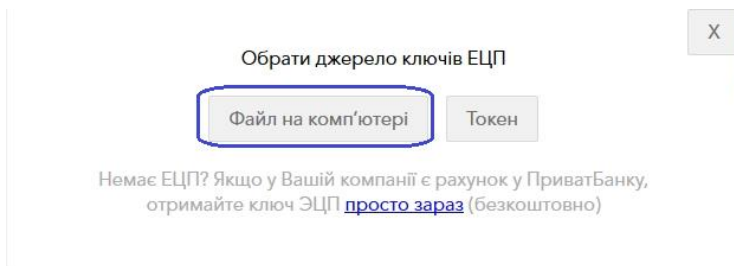 X
Обрати джерело ключів ЕЦП
Файл на комп'ютері Токен
Немає ЕЦП? Якщо у Вашій компанії є рахунок у ПриватБанку,
отримайте ключ ЭЦП просто зараз (безкоштовно)